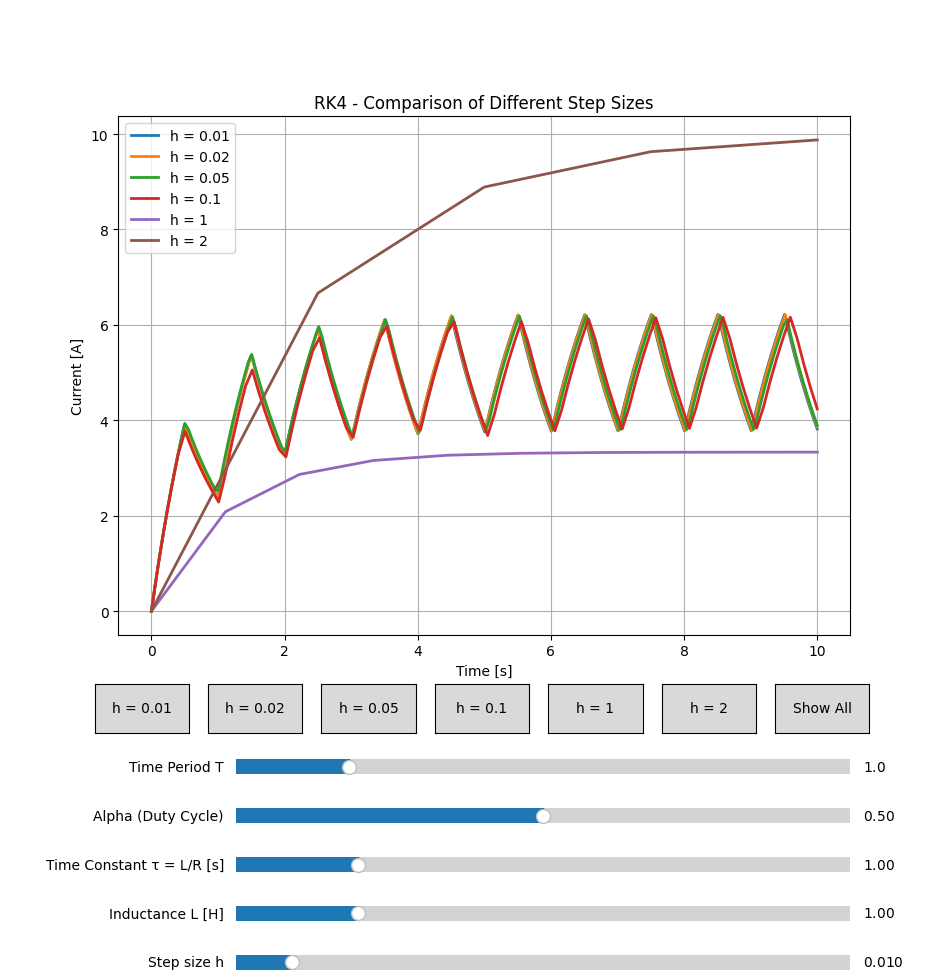 RK4 - Comparison of Different Step Sizes
10
8
6
4
2
0
Current [A]
h = 0.01
h = 0.02
h = 0.05
h = 0.1
h = 1
h = 2
0 2 4 6 8 10
Time [s]
h = 0.01 h = 0.02 h = 0.05 h = 0.1 h = 1 h = 2 Show All
Time Period T 1.0
Alpha (Duty Cycle) 0.50
Time Constant τ = L/R [s] 1.00
Inductance L [H] 1.00
Step size h 0.010